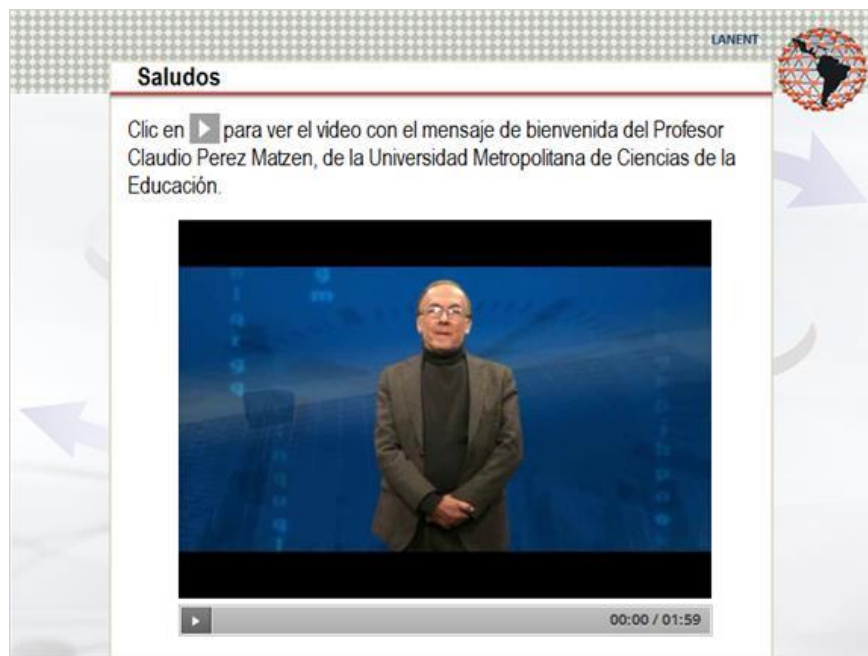 LANENT
Saludos
Clic en para ver el video con el mensaje de bienvenida del Profesor
Claudio Perez Matzen, de la Universidad Metropolitana de Ciencias de la
Educación.
00:00 / 01:59